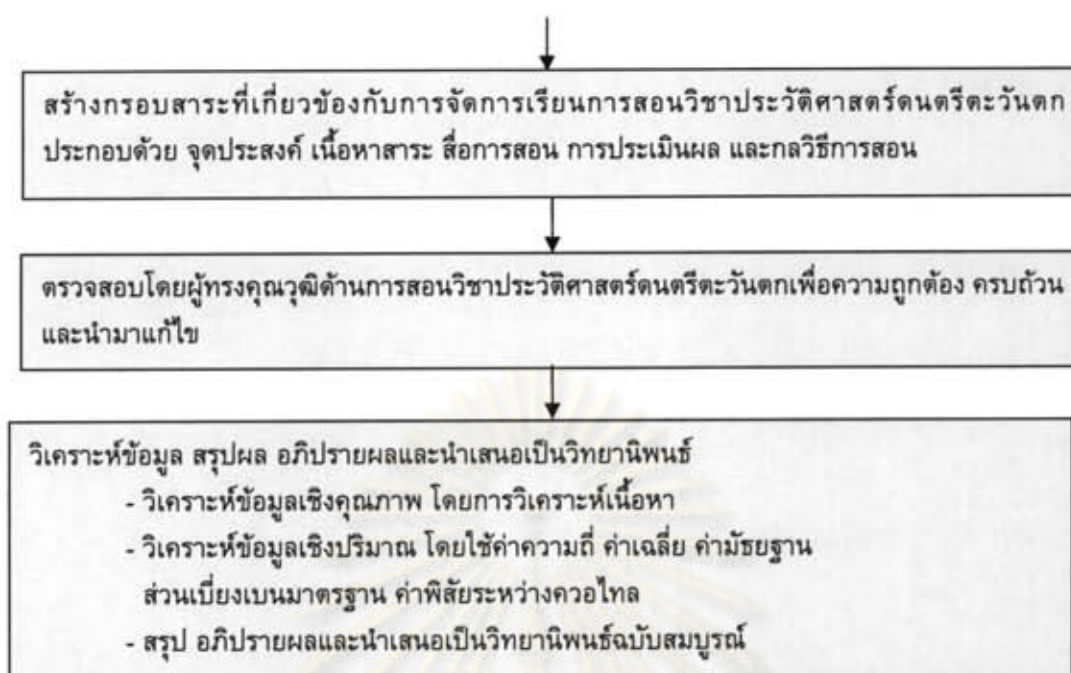 สร้างกรอบสาระที่เกี่ยวข้องกับการจัดการเรียนการสอนวิชาประวัติศาสตร์ดนตรีตะวันตก
ประกอบด้วย จุดประสงค์ เนื้อหาสาระ สื่อการสอน การประเมินผล และกลวิธีการสอน
ตรวจสอบโดยผู้ทรงคุณวุฒิด้านการสอนวิชาประวัติศาสตร์ดนตรีตะวันตกเพื่อความถูกต้อง ครบถ้วน
และนำมาแก้ไข
วิเคราะห์ข้อมูล สรุปผล อภิปรายผลและนำเสนอเป็นวิทยานิพนธ์
- วิเคราะห์ข้อมูลเชิงคุณภาพ โดยการวิเคราะห์เนื้อหา
- วิเคราะห์ข้อมูลเชิงปริมาณ โดยใช้ค่าความถี่ ค่าเฉลี่ย ค่ามัธยฐาน
ส่วนเบี่ยงเบนมาตรฐาน ค่าพิสัยระหว่างควอไทล
- สรุป อภิปรายผลและนำเสนอเป็นวิทยานิพนธ์ฉบับสมบูรณ์